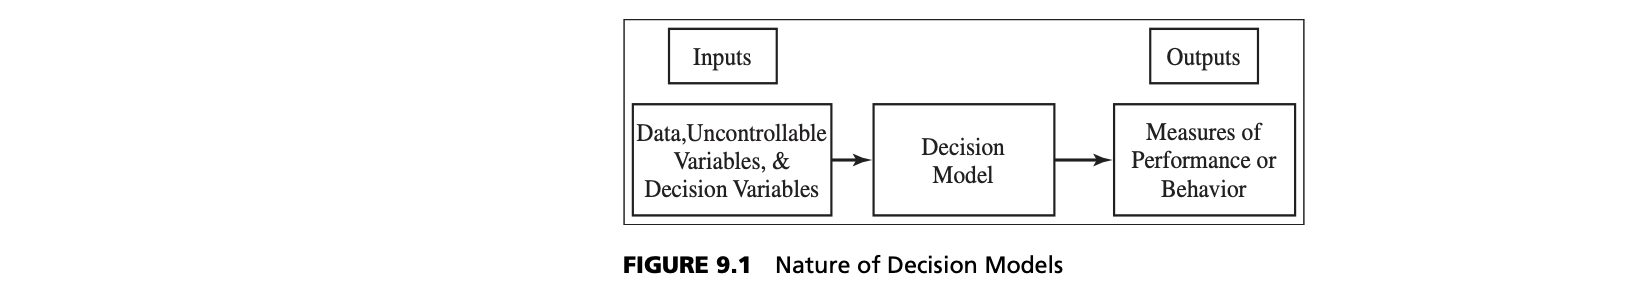 Inputs
Outputs
Data,Uncontrollable
Variables, &
Decision Variables
Decision
Model
Measures of
Performance or
Behavior
FIGURE 9.1 Nature of Decision Models